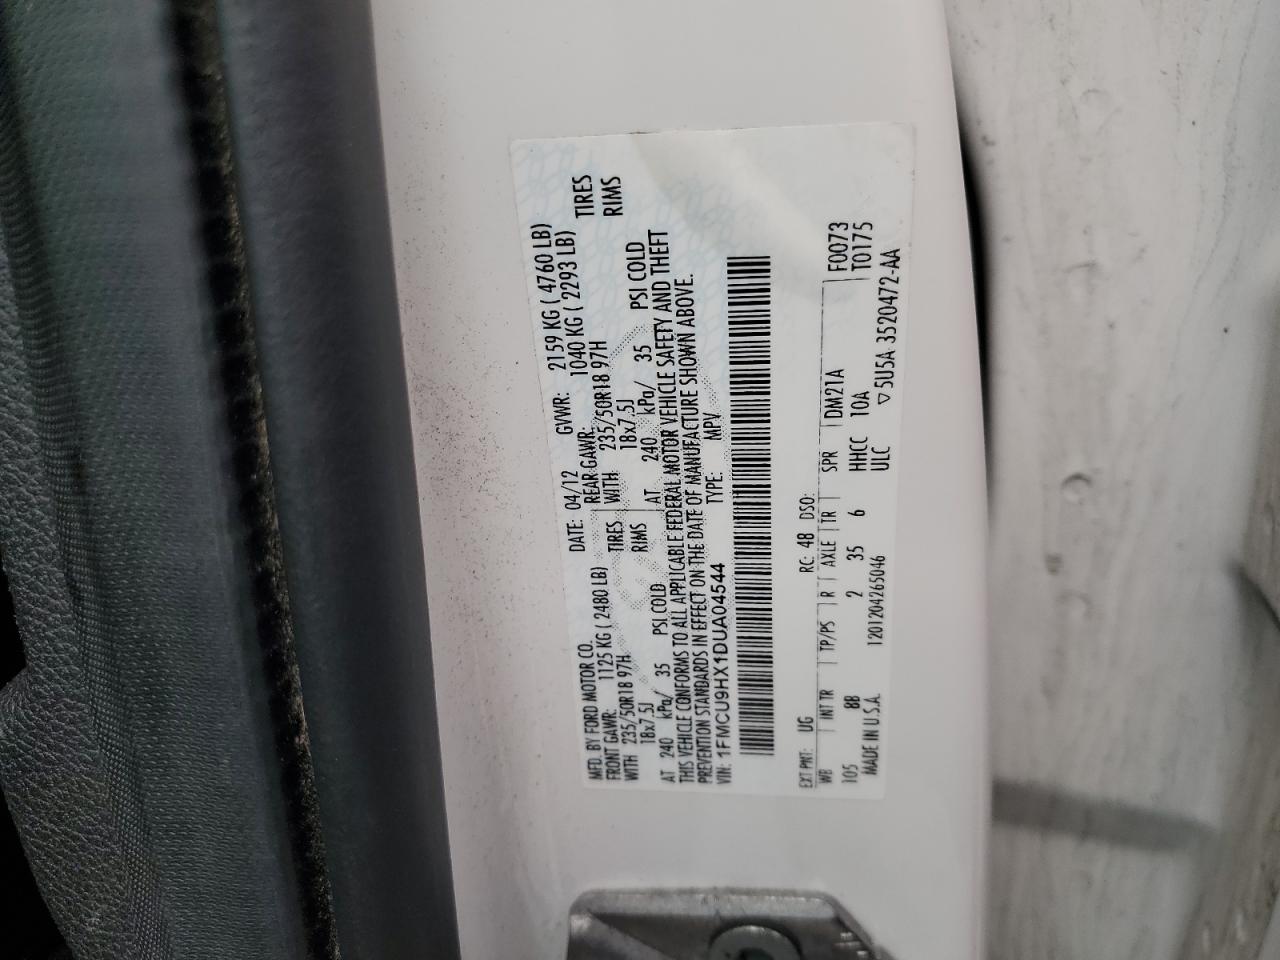 MFD. BY FORD MOTOR CO.
DATE: 04/12 GVWR: 2159 KG ( 4760 LB)
FRONT GAWR: 1125 KG ( 2480 LB) REAR GAWR: 1040 KG ( 2293 LB)
WITH 235/50R18 97H TIRES WITH 235/50R18 97H TIRES
18x7.5J RIMS 18x7.5J RIMS
AT 240 kPa/ 35 PSI COLD AT 240 kPa/ 35 PSI COLD
THIS VEHICLE CONFORMS TO ALL APPLICABLE FEDERAL MOTOR VEHICLE SAFETY AND THEFT
PREVENTION STANDARDS IN EFFECT ON THE DATE OF MANUFACTURE SHOWN ABOVE.
VIN: 1FMCU9HX1DUA04544 TYPE: MPV
EXT PNT: UG RC: 48 DSO: F0073
WB INT TR TP/PS R AXLE TR SPR DM21A T0175
105 8B 2 35 6 HHCC 10A
MADE IN U.S.A. 1201204265046 ULC ▽ 5U5A 3520472-AA